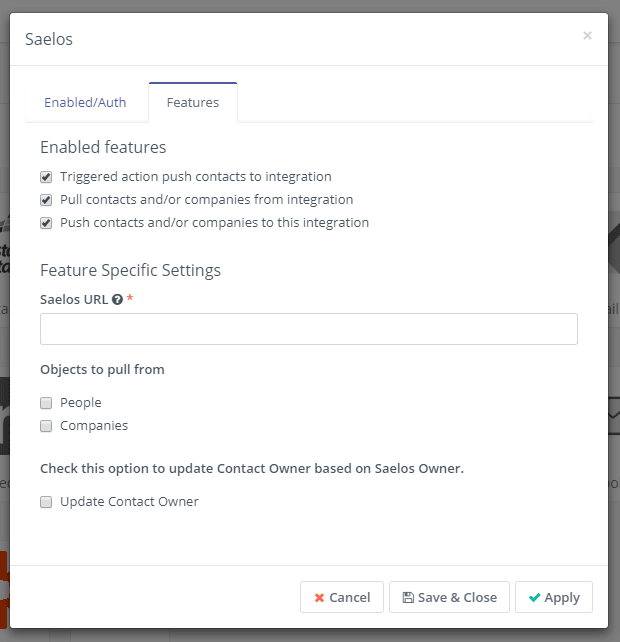 Saelos
×
Enabled/Auth
Features
Enabled features
Triggered action push contacts to integration
Pull contacts and/or companies from integration
Push contacts and/or companies to this integration
Feature Specific Settings
Saelos URL ? *
Objects to pull from
People
Companies
Check this option to update Contact Owner based on Saelos Owner.
Update Contact Owner
Cancel
Save & Close
Apply